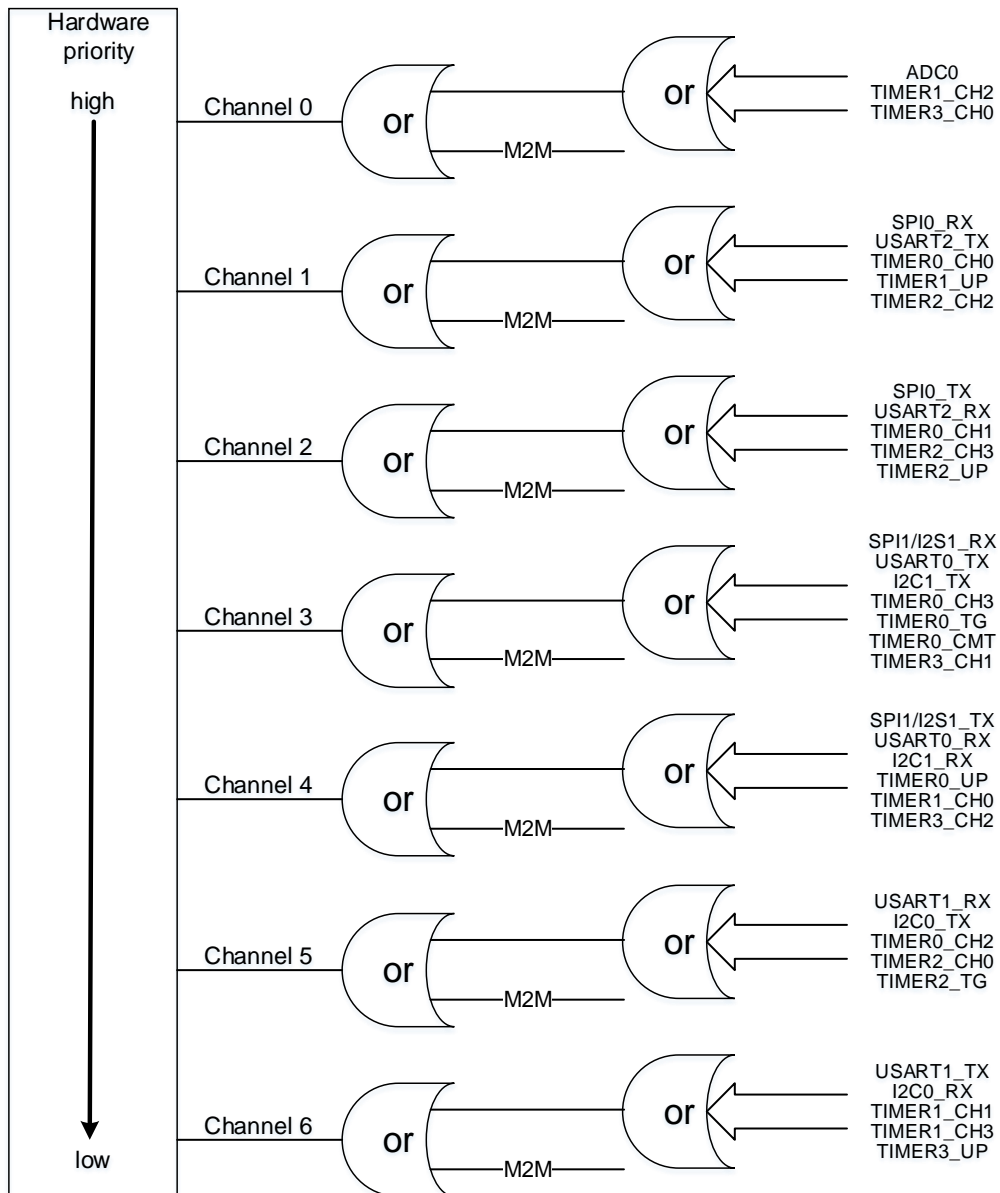 Hardware
priority
high
Channel 0
or
M2M
or
ADC0
TIMER1_CH2
TIMER3_CH0
Channel 1
or
M2M
or
SPI0_RX
USART2_TX
TIMER0_CH0
TIMER1_UP
TIMER2_CH2
Channel 2
or
M2M
or
SPI0_TX
USART2_RX
TIMER0_CH1
TIMER2_CH3
TIMER2_UP
Channel 3
or
M2M
or
SPI1/I2S1_RX
USART0_TX
I2C1_TX
TIMER0_CH3
TIMER0_TG
TIMER0_CMT
TIMER3_CH1
Channel 4
or
M2M
or
SPI1/I2S1_TX
USART0_RX
I2C1_RX
TIMER0_UP
TIMER1_CH0
TIMER3_CH2
Channel 5
or
M2M
or
USART1_RX
I2C0_TX
TIMER0_CH2
TIMER2_CH0
TIMER2_TG
Channel 6
or
M2M
or
USART1_TX
I2C0_RX
TIMER1_CH1
TIMER1_CH3
TIMER3_UP
low